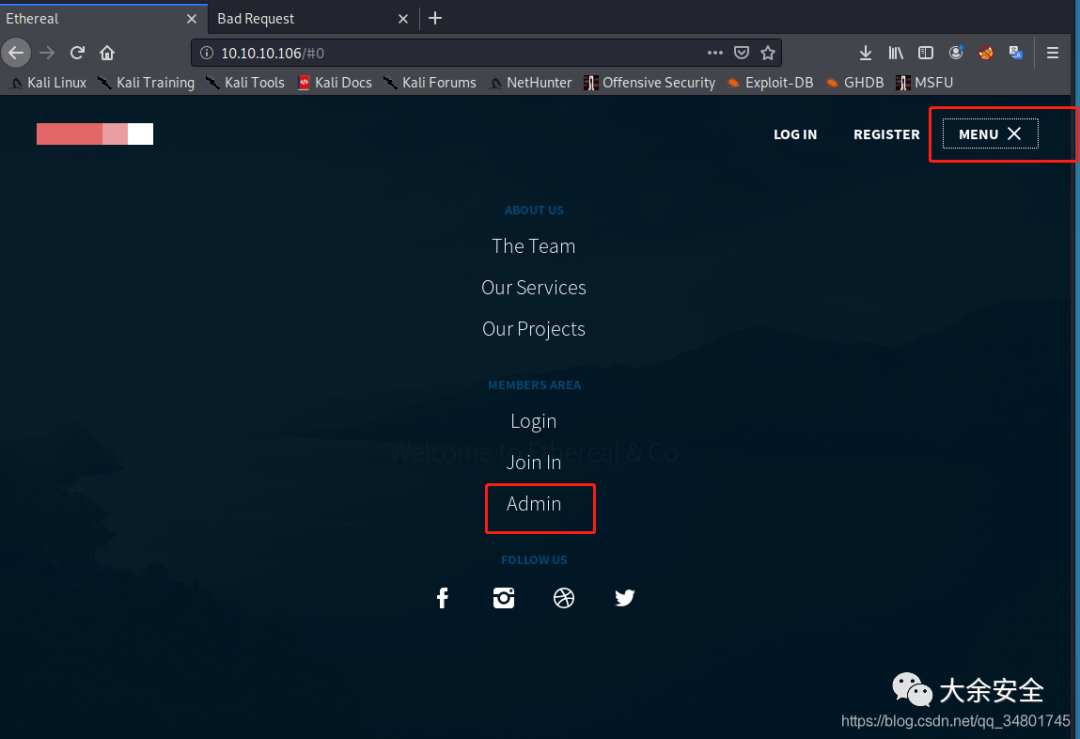 Ethereal Bad Request
10.10.10.106/#0
Kali Linux Kali Training Kali Tools Kali Docs Kali Forums NetHunter Offensive Security Exploit-DB GHDB MSFU
LOG IN REGISTER MENU
ABOUT US
The Team
Our Services
Our Projects
MEMBERS AREA
Login
Welcome to Ethereal & Co
Join In
Admin
FOLLOW US
大余安全
https://blog.csdn.net/qq_34801745